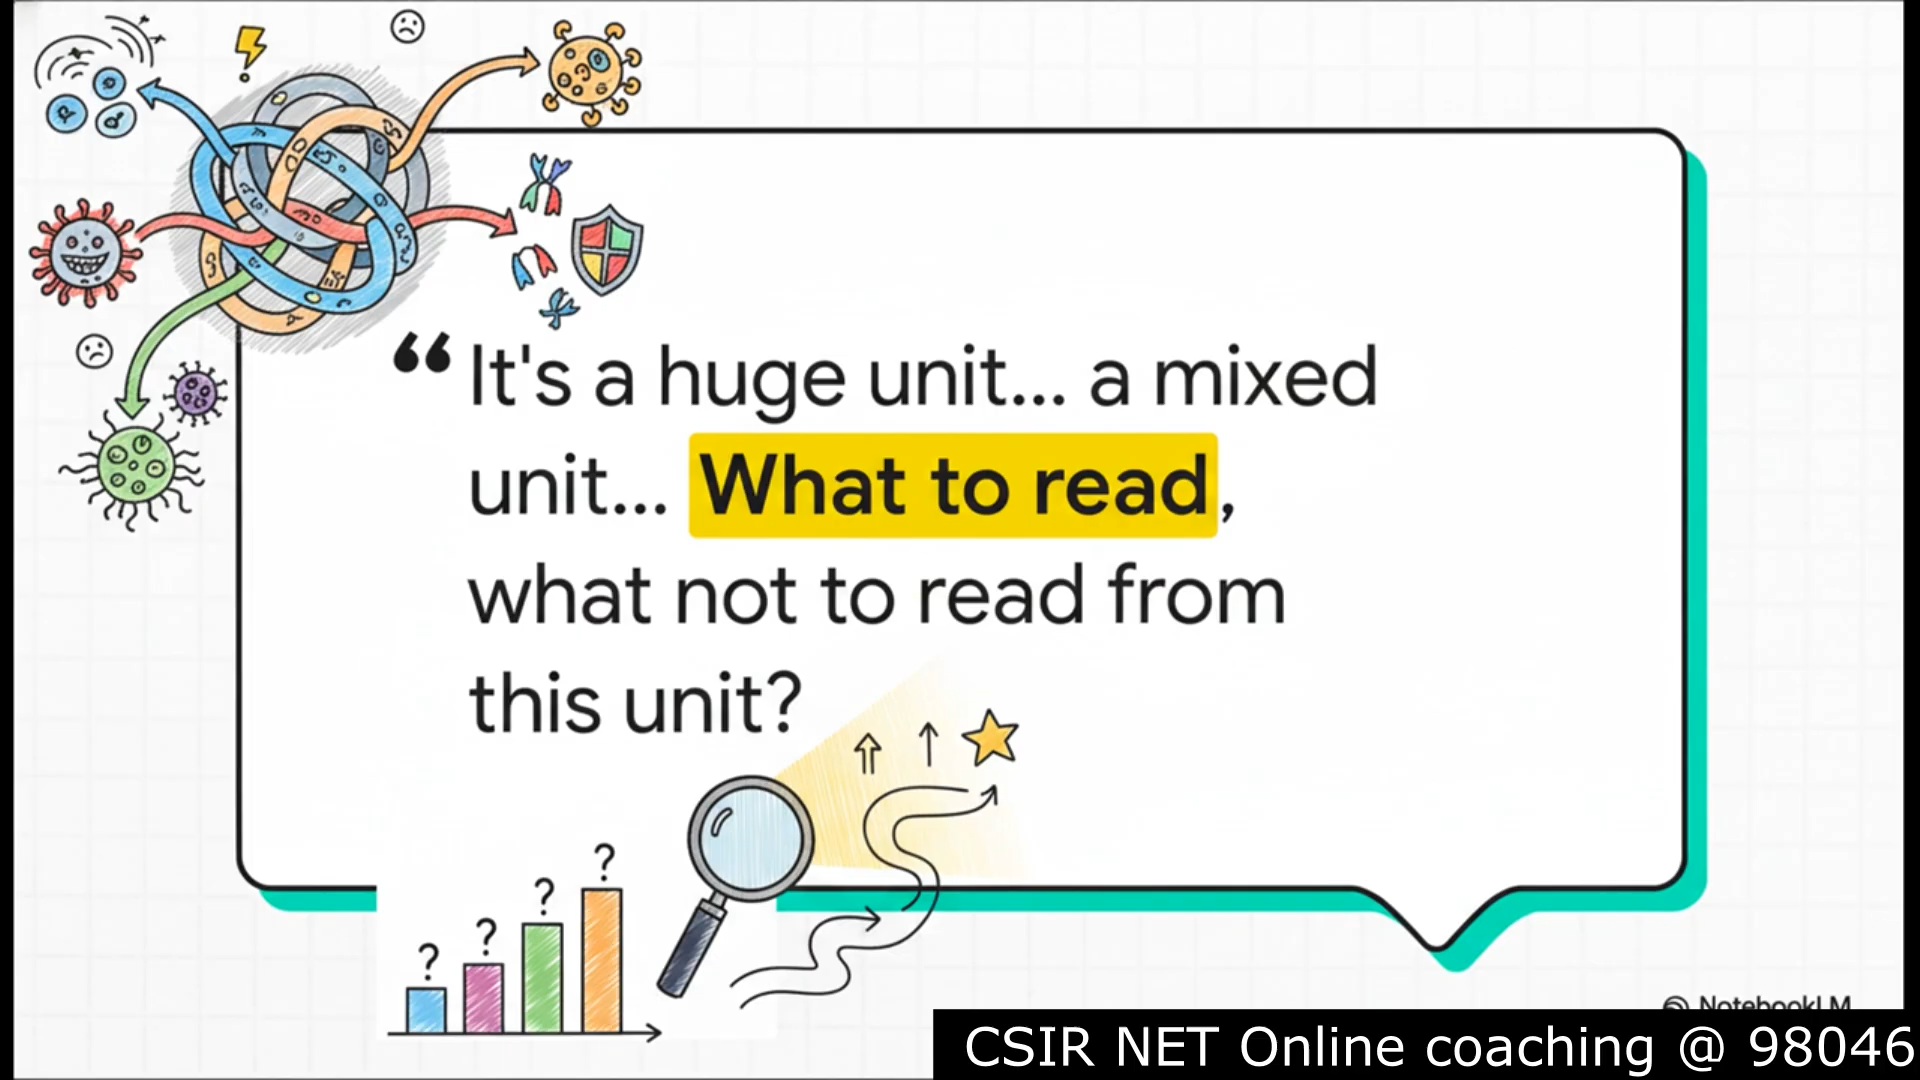 “It's a huge unit... a mixed
unit... What to read,
what not to read from
this unit?
?
?
?
?
NotebookLM
CSIR NET Online coaching @ 98046